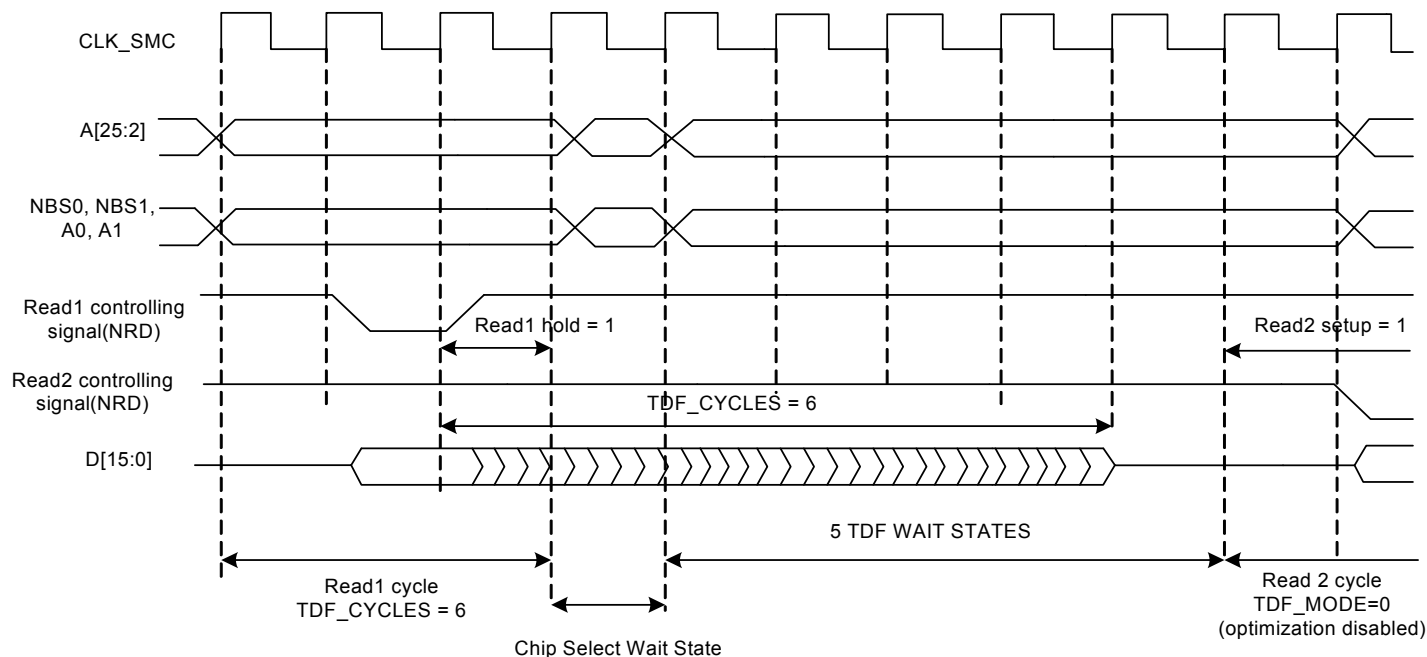 CLK_SMC
A[25:2]
NBS0, NBS1,
A0, A1
Read1 controlling
signal(NRD)
Read1 hold = 1
Read2 setup = 1
Read2 controlling
signal(NRD)
TDF_CYCLES = 6
D[15:0]
5 TDF WAIT STATES
Read1 cycle
TDF_CYCLES = 6
Chip Select Wait State
Read 2 cycle
TDF_MODE=0
(optimization disabled)